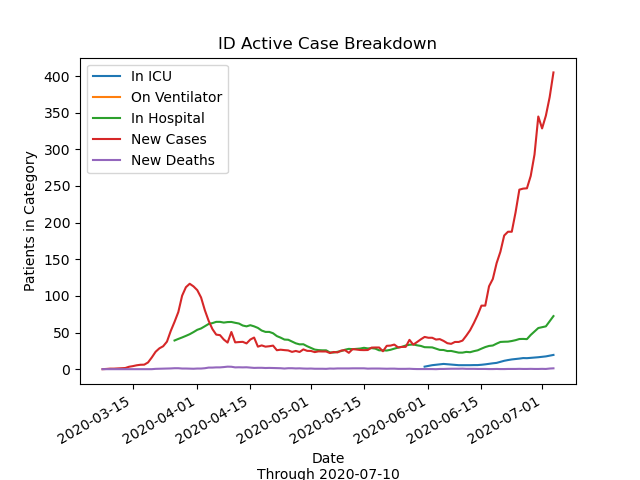 ID Active Case Breakdown
In ICU
On Ventilator
In Hospital
New Cases
New Deaths
Patients in Category
400
350
300
250
200
150
100
50
0
2020-03-15
2020-04-01
2020-04-15
2020-05-01
2020-05-15
2020-06-01
2020-06-15
2020-07-01
Date
Through 2020-07-10